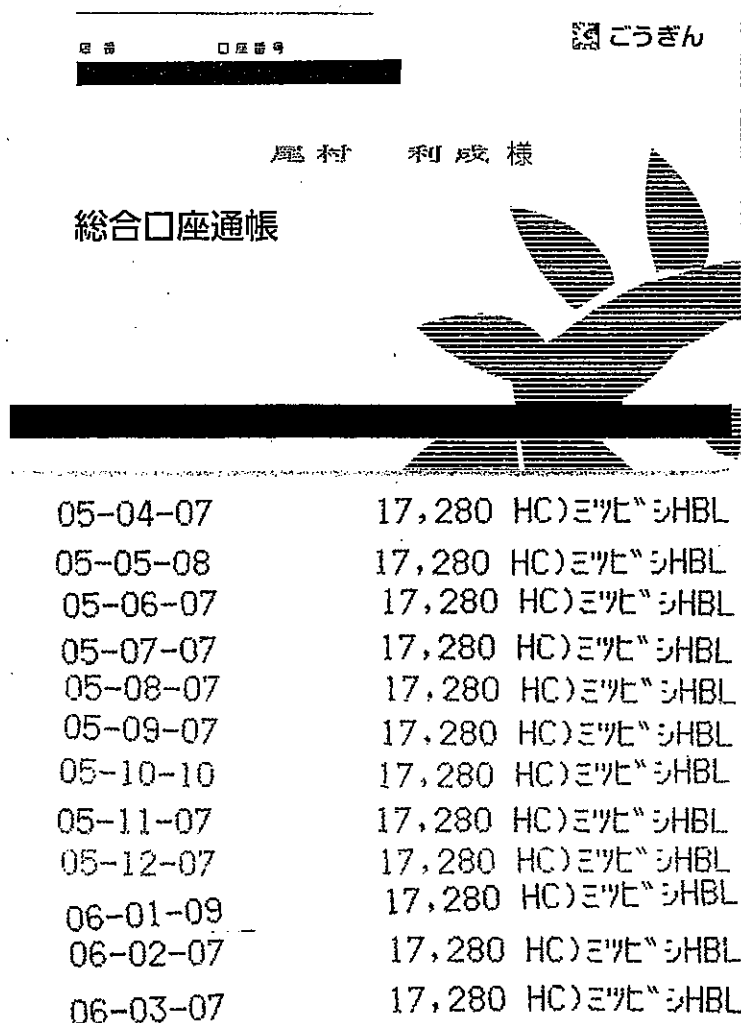 ごうぎん
店番 口座番号
尾村 利成 様
総合口座通帳
05-04-07 17,280 HC)ミツビシHBL
05-05-08 17,280 HC)ミツビシHBL
05-06-07 17,280 HC)ミツビシHBL
05-07-07 17,280 HC)ミツビシHBL
05-08-07 17,280 HC)ミツビシHBL
05-09-07 17,280 HC)ミツビシHBL
05-10-10 17,280 HC)ミツビシHBL
05-11-07 17,280 HC)ミツビシHBL
05-12-07 17,280 HC)ミツビシHBL
06-01-09 17,280 HC)ミツビシHBL
06-02-07 17,280 HC)ミツビシHBL
06-03-07 17,280 HC)ミツビシHBL